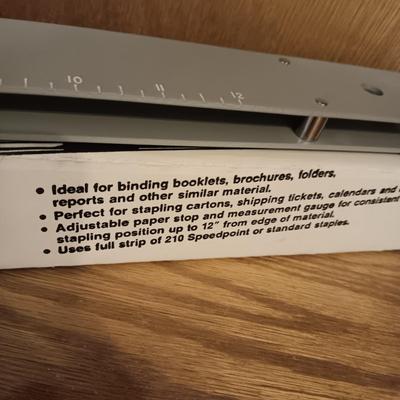 10 11 12
• Ideal for binding booklets, brochures, folders,
reports and other similar material.
• Perfect for stapling cartons, shipping tickets, calendars and
• Adjustable paper stop and measurement gauge for consistent
stapling position up to 12" from edge of material.
• Uses full strip of 210 Speedpoint or standard staples.